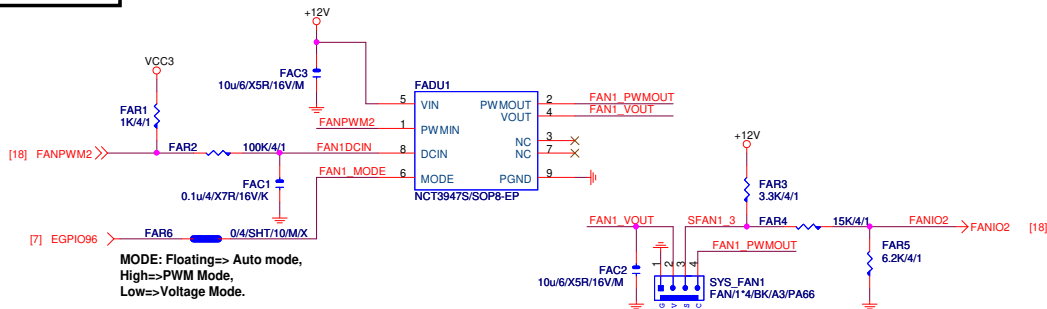 +12V
VCC3
FAC3
10u/6/X5R/16V/M
FADU1
FAR1
1K/4/1
5 VIN PWMOUT 2 FAN1_PWMOUT
VOUT 4 FAN1_VOUT
FANPWM2 1 PWMIN
NC 3
[18] FANPWM2 FAR2 100K/4/1 FAN1DCIN 8 DCIN NC 7
FAN1_MODE 6 MODE PGND 9
FAC1
0.1u/4/X7R/16V/K
NCT3947S/SOP8-EP
+12V
FAR3
3.3K/4/1
FAN1_VOUT SFAN1_3 FAR4 15K/4/1 FANIO2 FANIO2 [18]
[7] EGPIO96 FAR6 0/4/SHT/10/M/X
FAN1_PWMOUT
FAR5
6.2K/4/1
MODE: Floating=> Auto mode,
High=>PWM Mode,
Low=>Voltage Mode.
FAC2
10u/6/X5R/16V/M
1 2 3 4
SYS_FAN1
FAN/1*4/BK/A3/PA66
G V S C